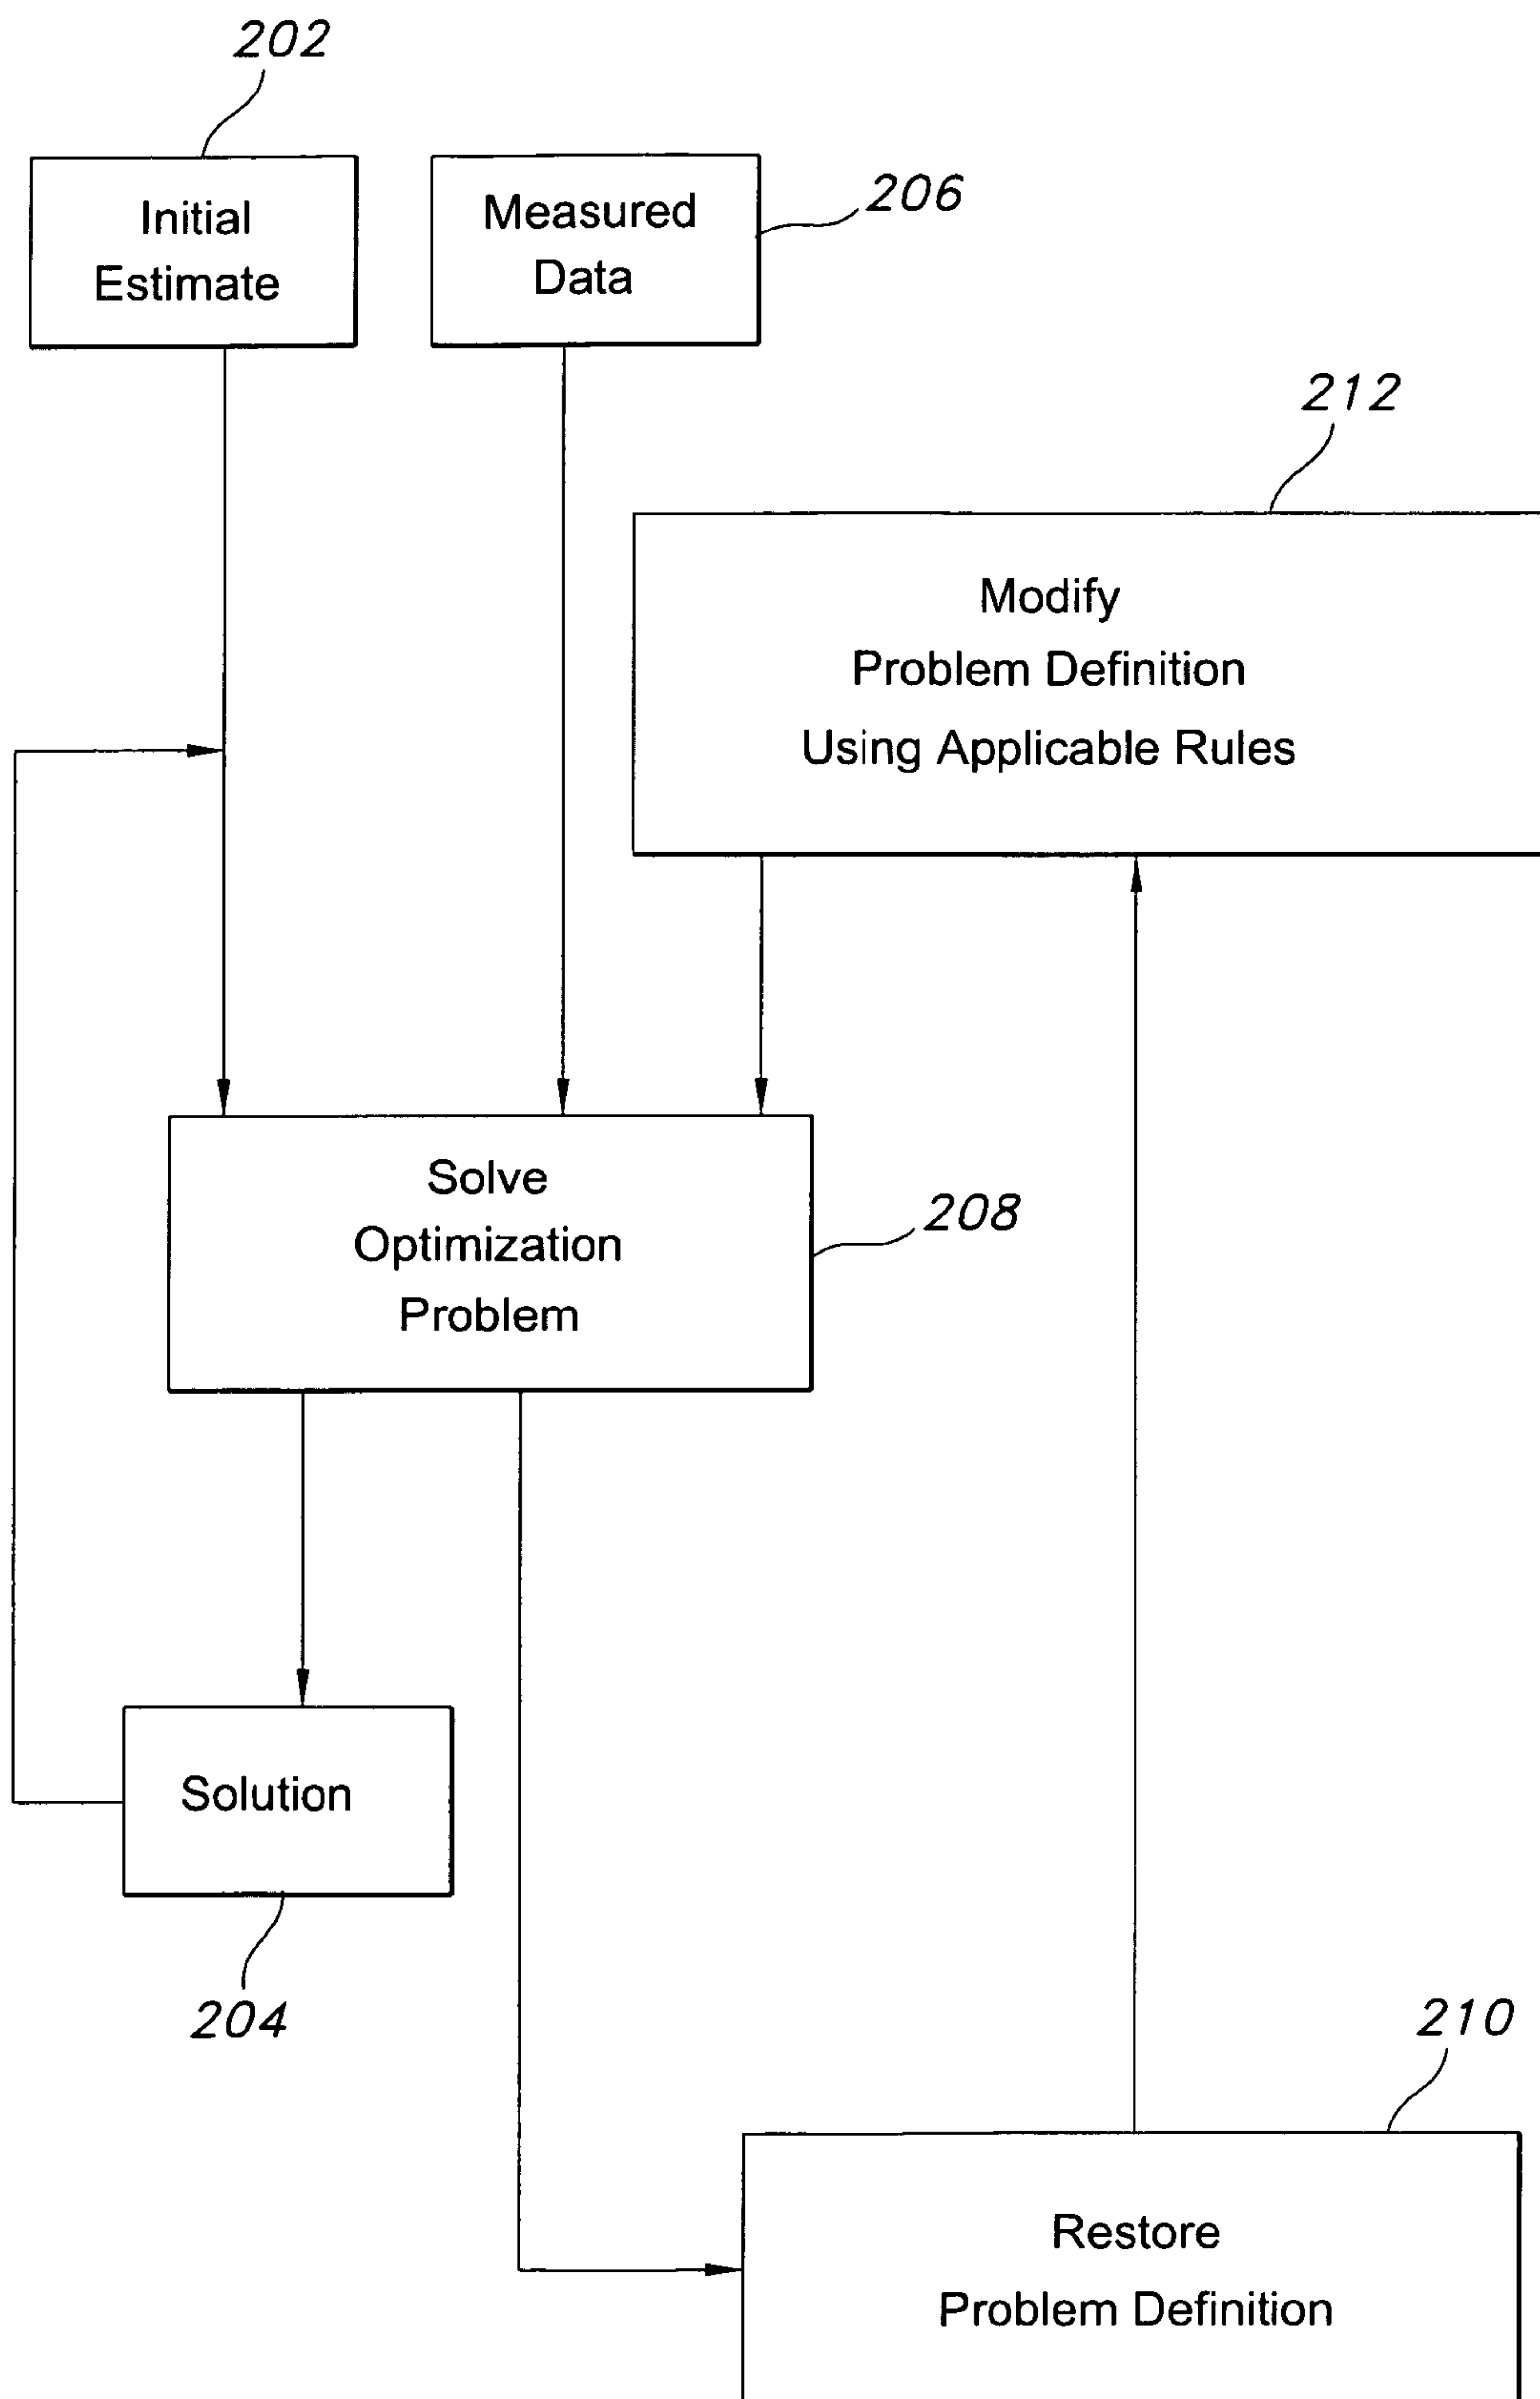 202
Initial
Estimate
Measured
Data
206
212
Modify
Problem Definition
Using Applicable Rules
Solve
Optimization
Problem
208
Solution
204
210
Restore
Problem Definition